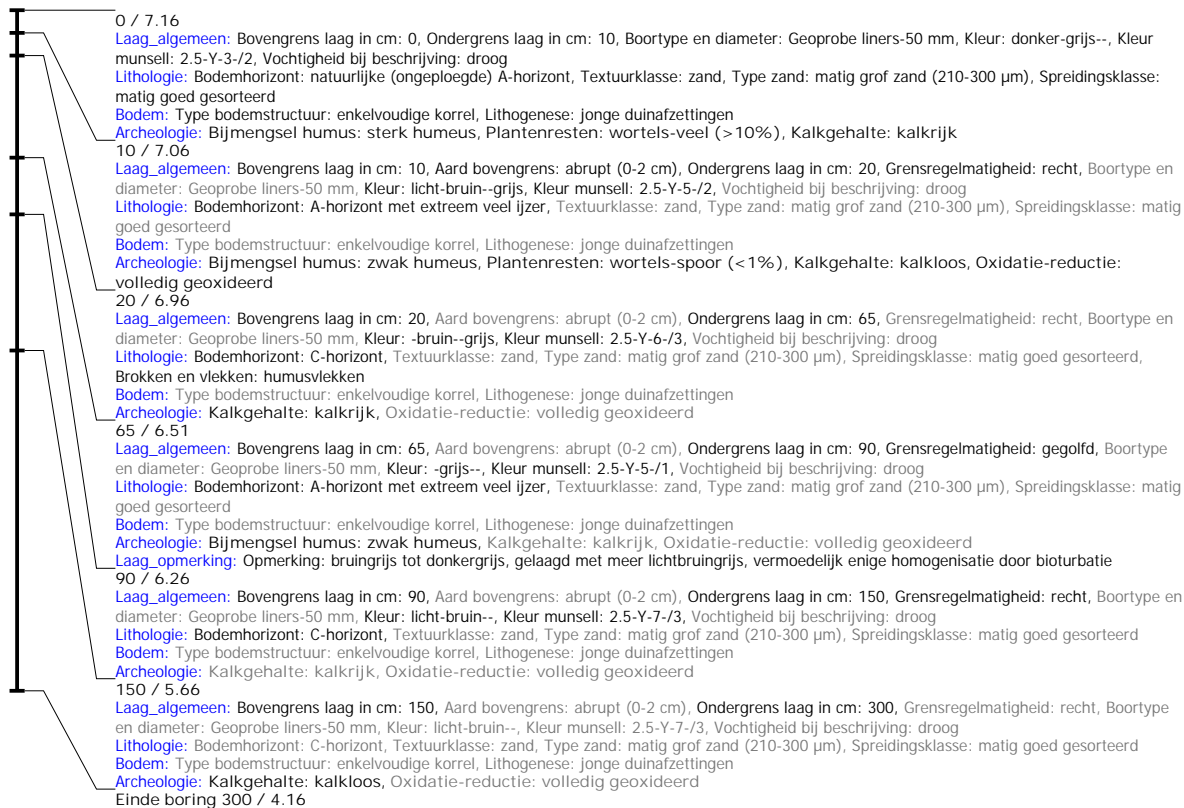 0 / 7.16
Laag_algemeen: Bovengrens laag in cm: 0, Ondergrens laag in cm: 10, Boortype en diameter: Geoprobe liners-50 mm, Kleur: donker-grijs--, Kleur
munsell: 2.5-Y-3-/2, Vochtigheid bij beschrijving: droog
Lithologie: Bodemhorizont: natuurlijke (ongeploegde) A-horizont, Textuurklasse: zand, Type zand: matig grof zand (210-300 µm), Spreidingsklasse:
matig goed gesorteerd
Bodem: Type bodemstructuur: enkelvoudige korrel, Lithogenese: jonge duinafzettingen
Archeologie: Bijmengsel humus: sterk humeus, Plantenresten: wortels-veel (>10%), Kalkgehalte: kalkrijk
10 / 7.06
Laag_algemeen: Bovengrens laag in cm: 10, Aard bovengrens: abrupt (0-2 cm), Ondergrens laag in cm: 20, Grensregelmatigheid: recht, Boortype en
diameter: Geoprobe liners-50 mm, Kleur: licht-bruin--grijs, Kleur munsell: 2.5-Y-5-/2, Vochtigheid bij beschrijving: droog
Lithologie: Bodemhorizont: A-horizont met extreem veel ijzer, Textuurklasse: zand, Type zand: matig grof zand (210-300 µm), Spreidingsklasse: matig
goed gesorteerd
Bodem: Type bodemstructuur: enkelvoudige korrel, Lithogenese: jonge duinafzettingen
Archeologie: Bijmengsel humus: zwak humeus, Plantenresten: wortels-spoor (<1%), Kalkgehalte: kalkloos, Oxidatie-reductie:
volledig geoxideerd
20 / 6.96
Laag_algemeen: Bovengrens laag in cm: 20, Aard bovengrens: abrupt (0-2 cm), Ondergrens laag in cm: 65, Grensregelmatigheid: recht, Boortype en
diameter: Geoprobe liners-50 mm, Kleur: -bruin--grijs, Kleur munsell: 2.5-Y-6-/3, Vochtigheid bij beschrijving: droog
Lithologie: Bodemhorizont: C-horizont, Textuurklasse: zand, Type zand: matig grof zand (210-300 µm), Spreidingsklasse: matig goed gesorteerd,
Brokken en vlekken: humusvlekken
Bodem: Type bodemstructuur: enkelvoudige korrel, Lithogenese: jonge duinafzettingen
Archeologie: Kalkgehalte: kalkrijk, Oxidatie-reductie: volledig geoxideerd
65 / 6.51
Laag_algemeen: Bovengrens laag in cm: 65, Aard bovengrens: abrupt (0-2 cm), Ondergrens laag in cm: 90, Grensregelmatigheid: gegolfd, Boortype
en diameter: Geoprobe liners-50 mm, Kleur: -grijs--, Kleur munsell: 2.5-Y-5-/1, Vochtigheid bij beschrijving: droog
Lithologie: Bodemhorizont: A-horizont met extreem veel ijzer, Textuurklasse: zand, Type zand: matig grof zand (210-300 µm), Spreidingsklasse: matig
goed gesorteerd
Bodem: Type bodemstructuur: enkelvoudige korrel, Lithogenese: jonge duinafzettingen
Archeologie: Bijmengsel humus: zwak humeus, Kalkgehalte: kalkrijk, Oxidatie-reductie: volledig geoxideerd
Laag_opmerking: Opmerking: bruingrijs tot donkergrijs, gelaagd met meer lichtbruingrijs, vermoedelijk enige homogenisatie door bioturbatie
90 / 6.26
Laag_algemeen: Bovengrens laag in cm: 90, Aard bovengrens: abrupt (0-2 cm), Ondergrens laag in cm: 150, Grensregelmatigheid: recht, Boortype en
diameter: Geoprobe liners-50 mm, Kleur: licht-bruin--, Kleur munsell: 2.5-Y-7-/3, Vochtigheid bij beschrijving: droog
Lithologie: Bodemhorizont: C-horizont, Textuurklasse: zand, Type zand: matig grof zand (210-300 µm), Spreidingsklasse: matig goed gesorteerd
Bodem: Type bodemstructuur: enkelvoudige korrel, Lithogenese: jonge duinafzettingen
Archeologie: Kalkgehalte: kalkrijk, Oxidatie-reductie: volledig geoxideerd
150 / 5.66
Laag_algemeen: Bovengrens laag in cm: 150, Aard bovengrens: abrupt (0-2 cm), Ondergrens laag in cm: 300, Grensregelmatigheid: recht, Boortype
en diameter: Geoprobe liners-50 mm, Kleur: licht-bruin--, Kleur munsell: 2.5-Y-7-/3, Vochtigheid bij beschrijving: droog
Lithologie: Bodemhorizont: C-horizont, Textuurklasse: zand, Type zand: matig grof zand (210-300 µm), Spreidingsklasse: matig goed gesorteerd
Bodem: Type bodemstructuur: enkelvoudige korrel, Lithogenese: jonge duinafzettingen
Archeologie: Kalkgehalte: kalkloos, Oxidatie-reductie: volledig geoxideerd
Einde boring 300 / 4.16